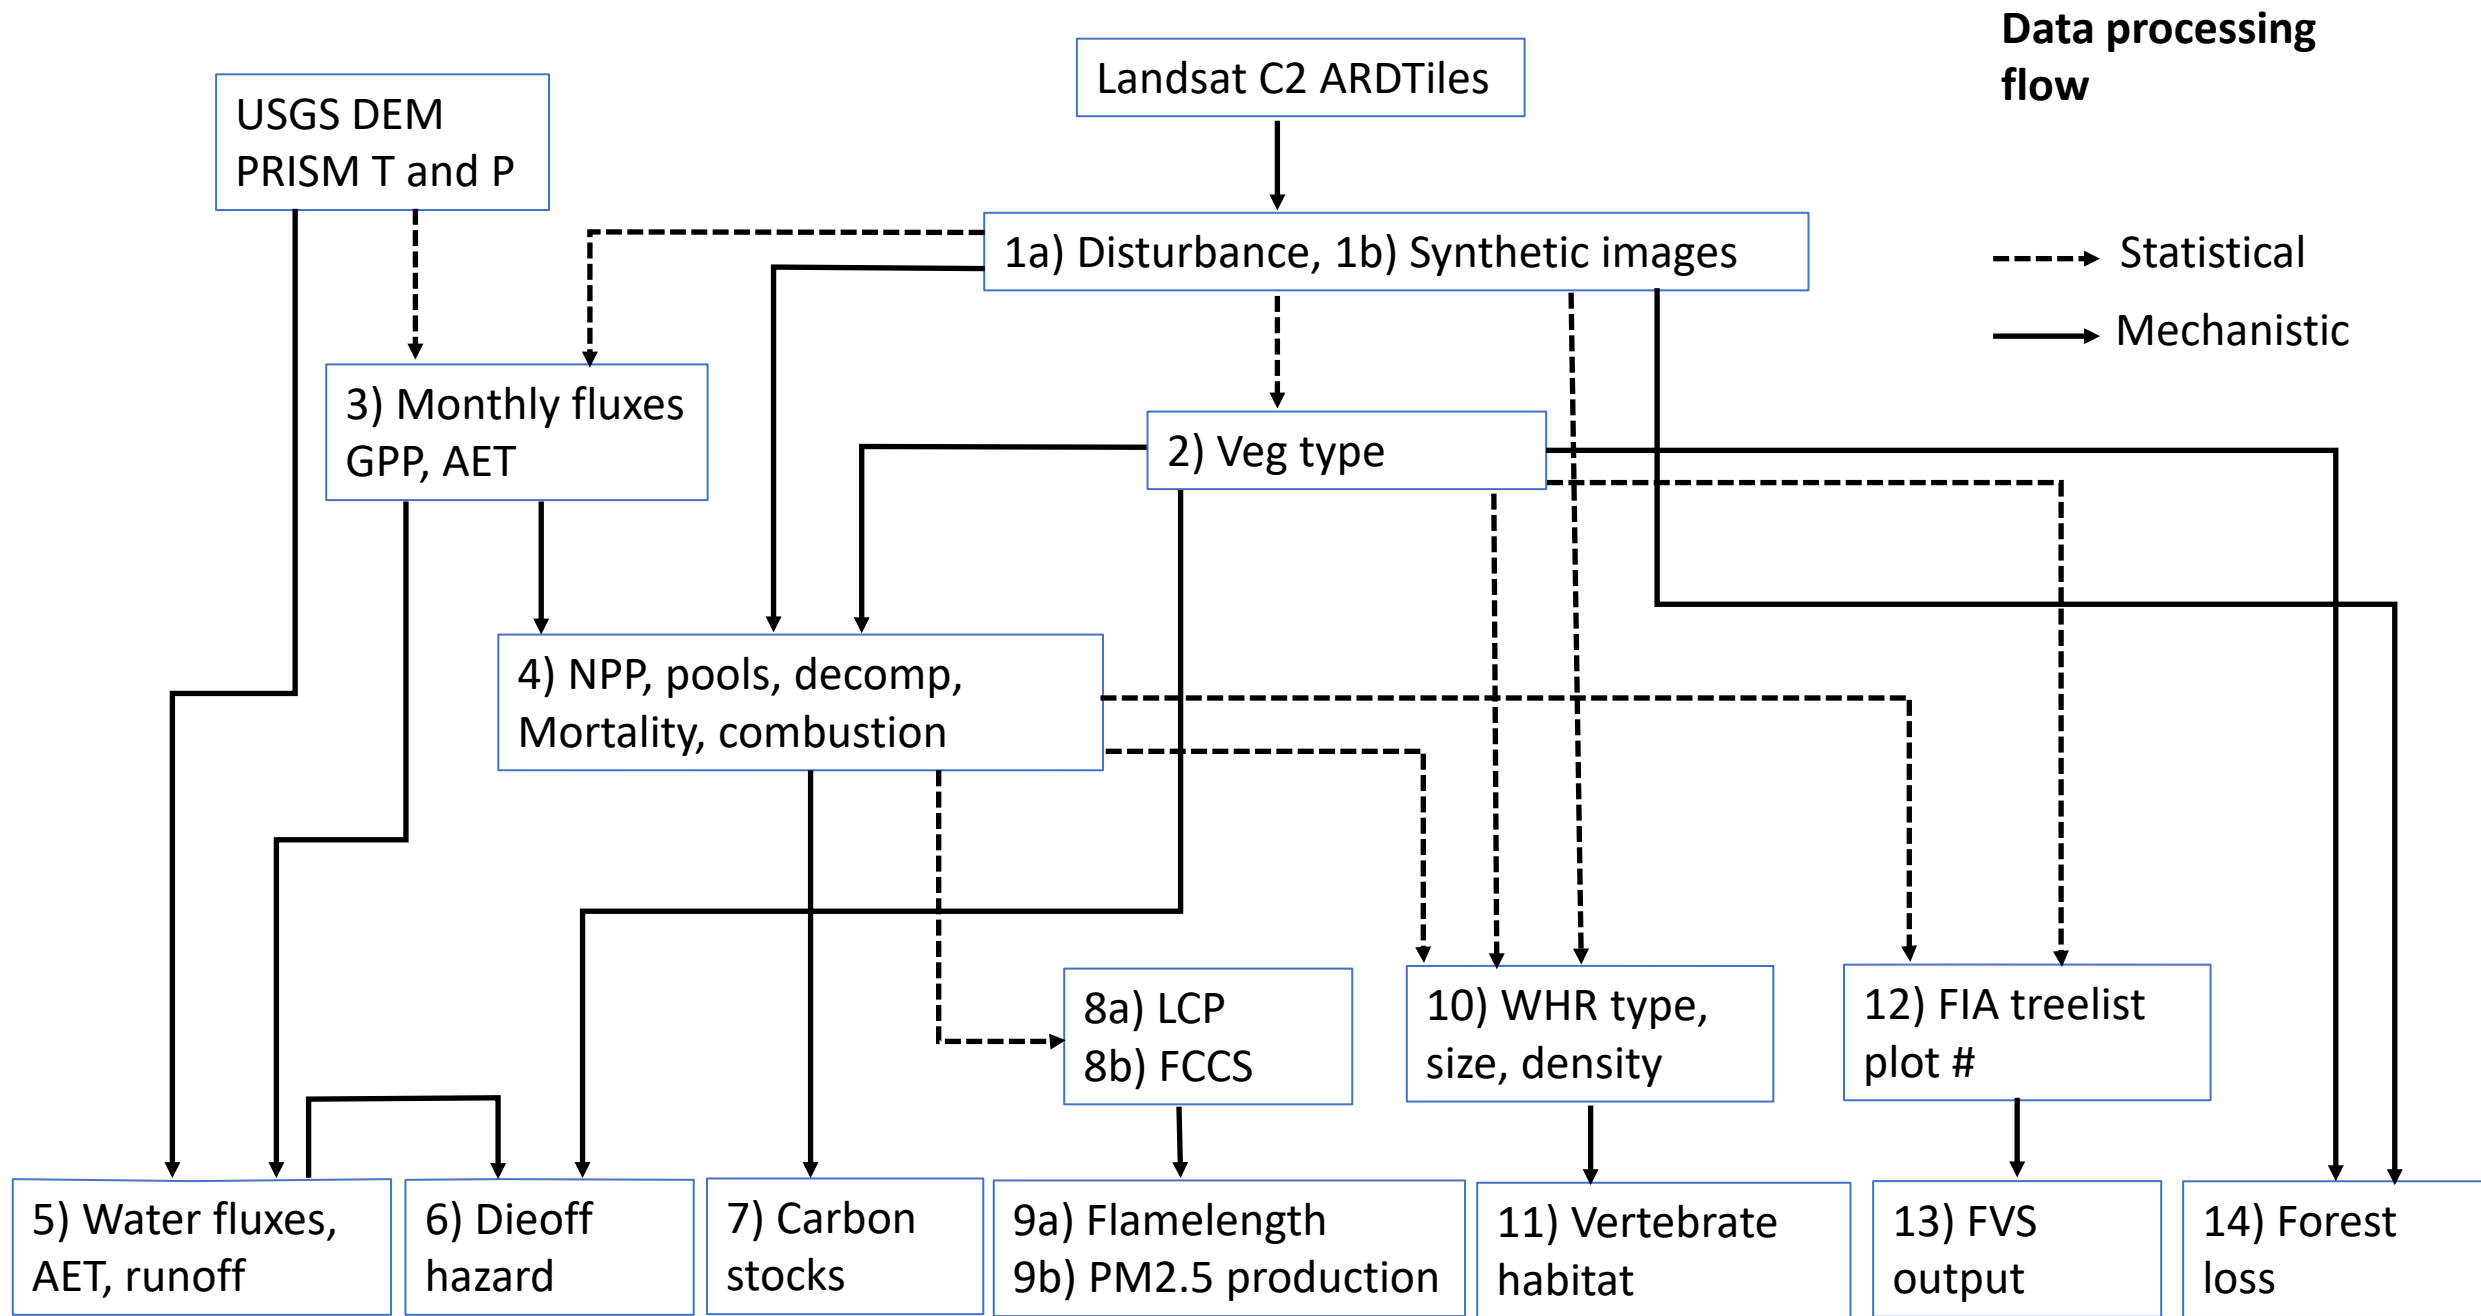 Data processing
flow
Landsat C2 ARDTiles
USGS DEM
PRISM T and P
1a) Disturbance, 1b) Synthetic images
Statistical
Mechanistic
3) Monthly fluxes
GPP, AET
2) Veg type
4) NPP, pools, decomp,
Mortality, combustion
8a) LCP
8b) FCCS
10) WHR type,
size, density
12) FIA treelist
plot #
5) Water fluxes,
AET, runoff
6) Dieoff
hazard
7) Carbon
stocks
9a) Flamelength
9b) PM2.5 production
11) Vertebrate
habitat
13) FVS
output
14) Forest
loss